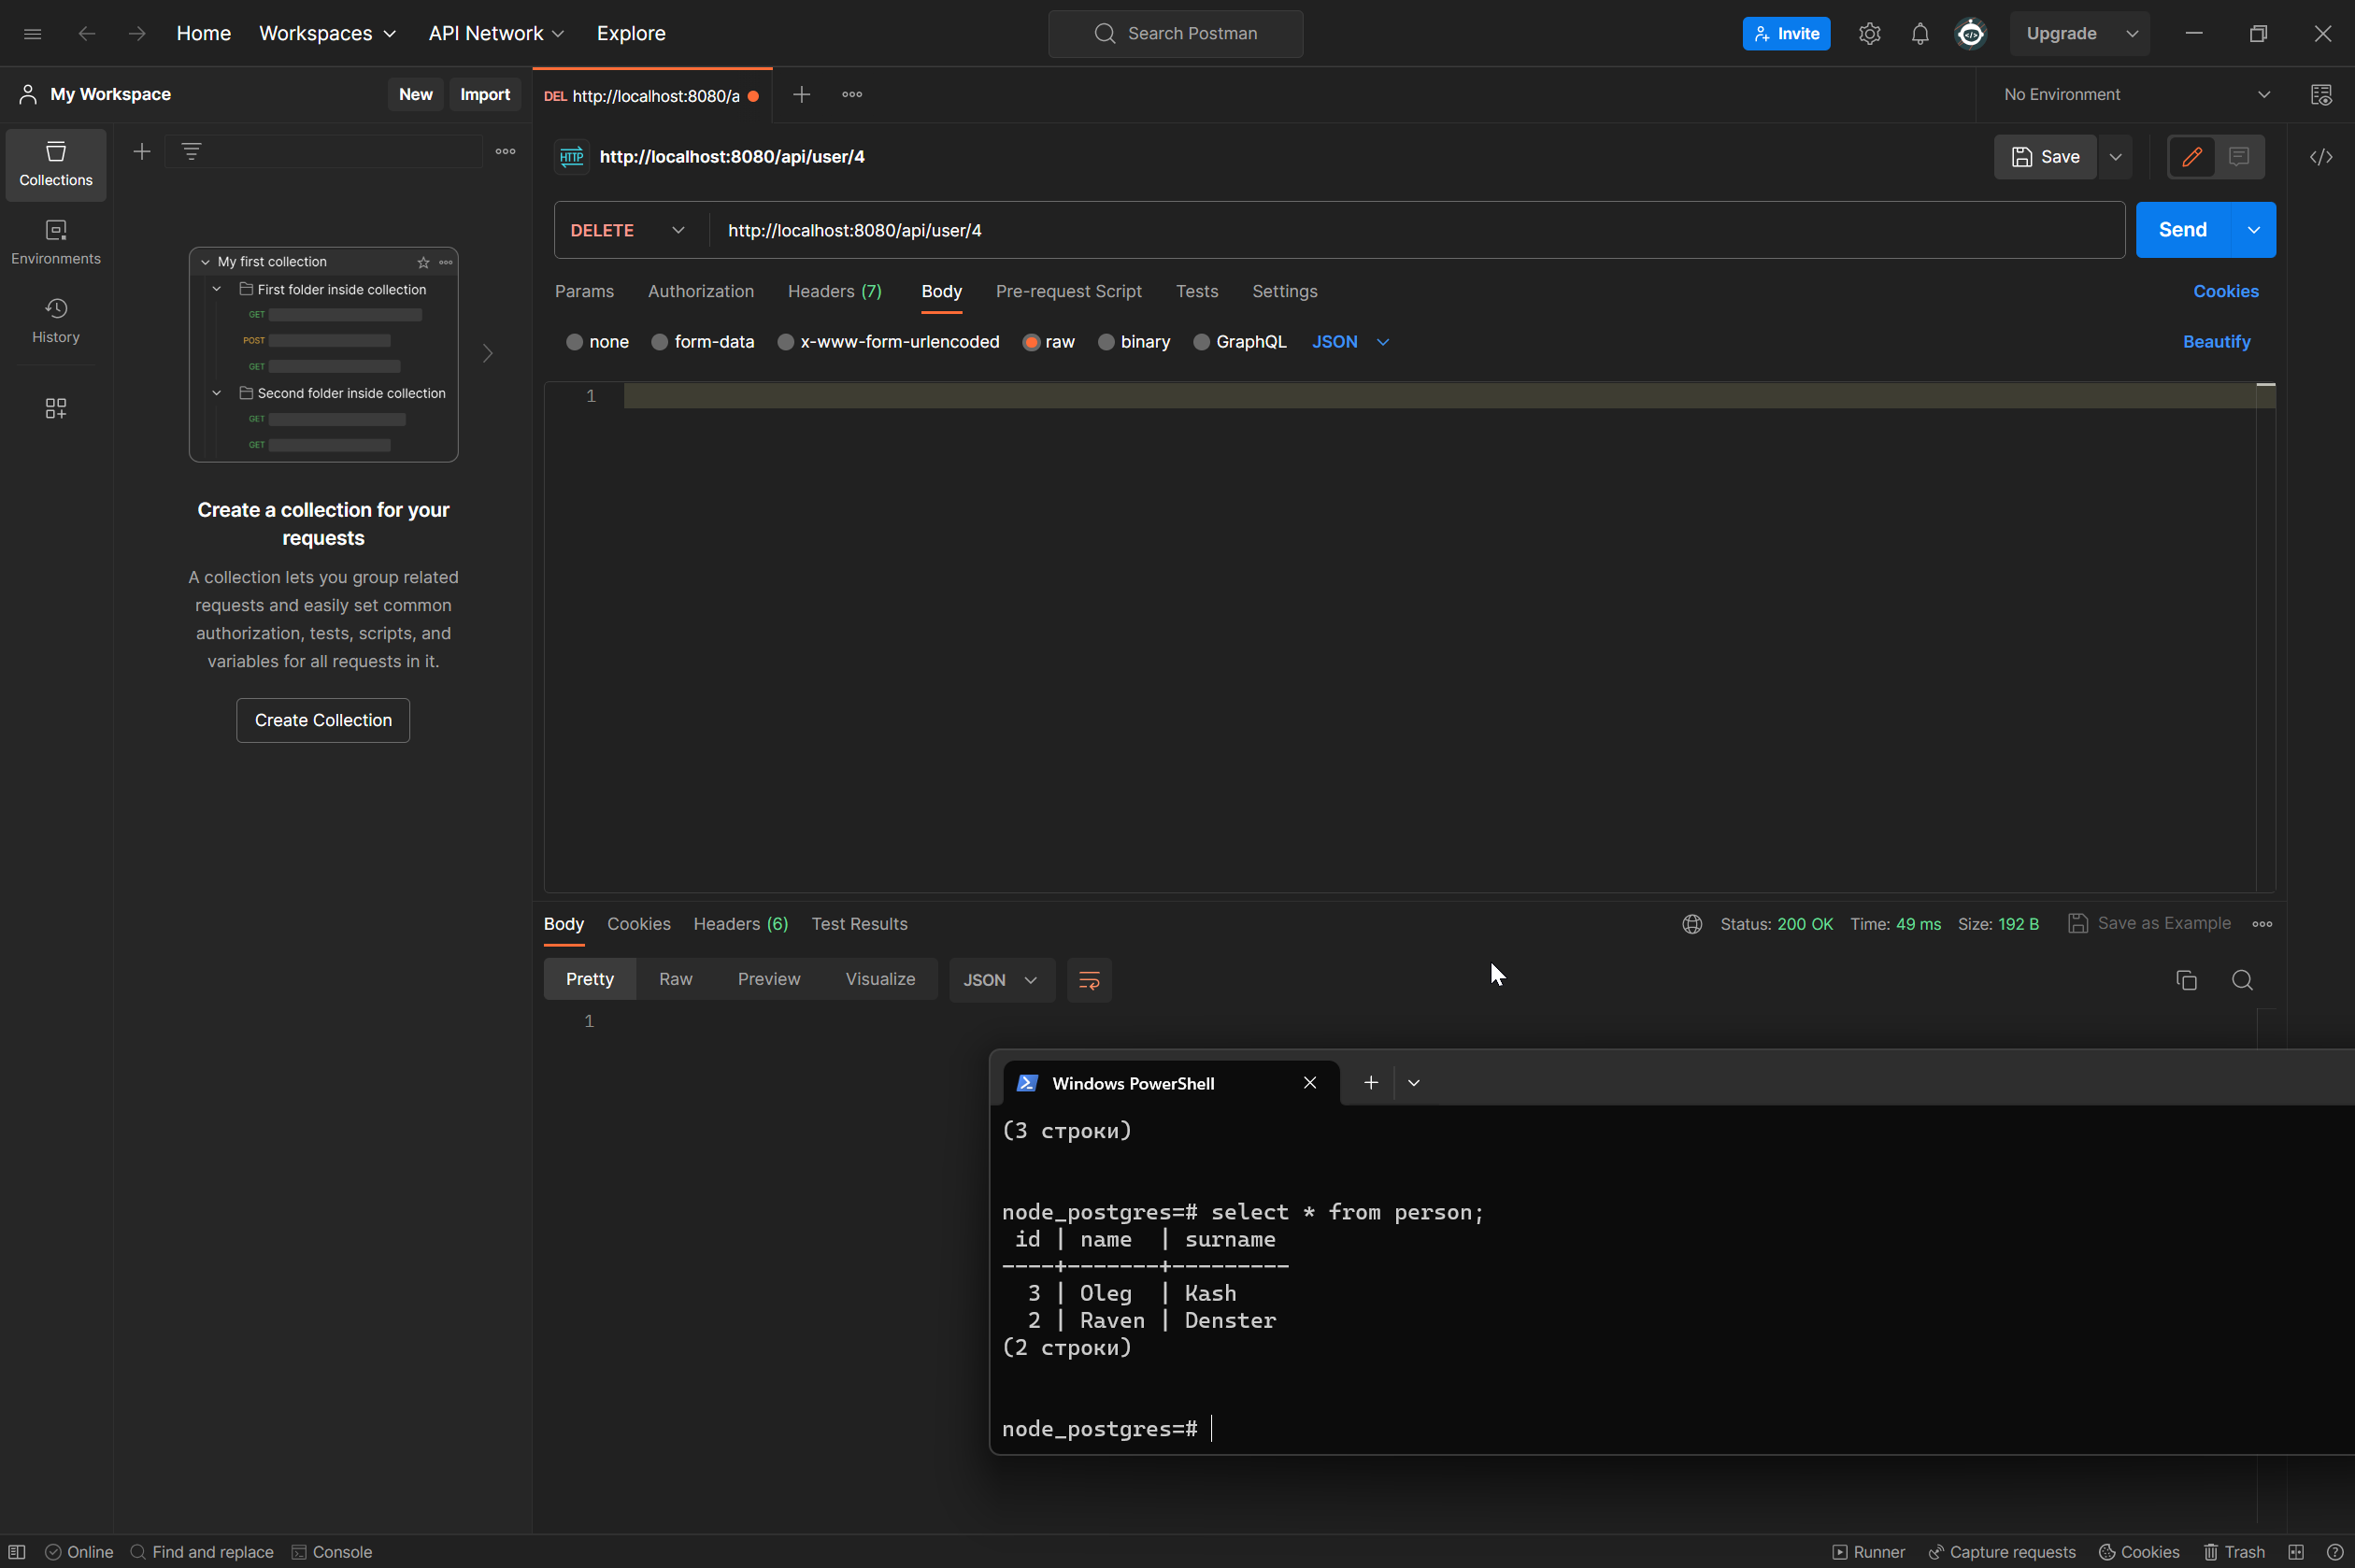 Home Workspaces API Network Explore Search Postman Invite Upgrade
My Workspace New Import DEL http://localhost:8080/a No Environment
Collections
Environments
History
My first collection
First folder inside collection
GET
POST
GET
Second folder inside collection
GET
GET
Create a collection for your
requests
A collection lets you group related
requests and easily set common
authorization, tests, scripts, and
variables for all requests in it.
Create Collection
HTTP http://localhost:8080/api/user/4 Save
DELETE http://localhost:8080/api/user/4 Send
Params Authorization Headers (7) Body Pre-request Script Tests Settings Cookies
none form-data x-www-form-urlencoded raw binary GraphQL JSON Beautify
1
Body Cookies Headers (6) Test Results Status: 200 OK Time: 49 ms Size: 192 B Save as Example
Pretty Raw Preview Visualize JSON
1
Windows PowerShell
(3 строки)
node_postgres=# select * from person;
id | name | surname
----+-------+---------
3 | Oleg | Kash
2 | Raven | Denster
(2 строки)
node_postgres=#
Online Find and replace Console Runner Capture requests Cookies Trash